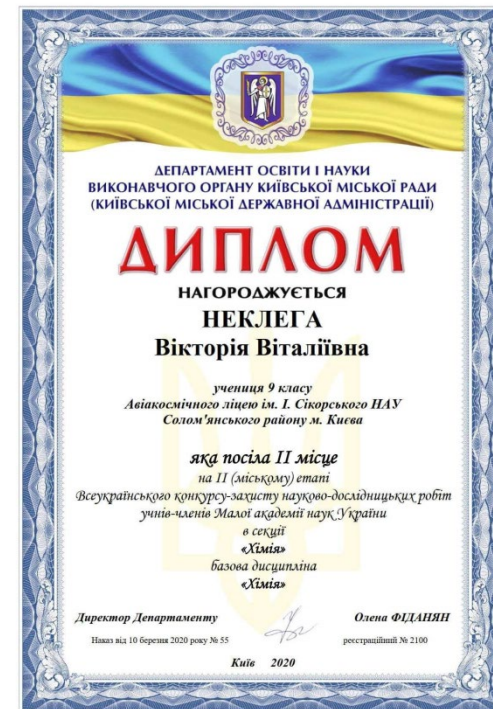 ДЕПАРТАМЕНТ ОСВІТИ І НАУКИ
ВИКОНАВЧОГО ОРГАНУ КИЇВСЬКОЇ МІСЬКОЇ РАДИ
(КИЇВСЬКОЇ МІСЬКОЇ ДЕРЖАВНОЇ АДМІНІСТРАЦІЇ)
ДИПЛОМ
НАГОРОДЖУЄТЬСЯ
НЕКЛЕГА
Вікторія Віталіївна
учениця 9 класу
Авіакосмічного ліцею ім. І. Сікорського НАУ
Солом'янського району м. Києва
яка посіла ІІ місце
на ІІ (міському) етапі
Всеукраїнського конкурсу-захисту науково-дослідницьких робіт
учнів-членів Малої академії наук України
в секції
«Хімія»
базова дисципліна
«Хімія»
Директор Департаменту Олена ФІДАНЯН
Наказ від 10 березня 2020 року № 55 реєстраційний № 2100
Київ 2020